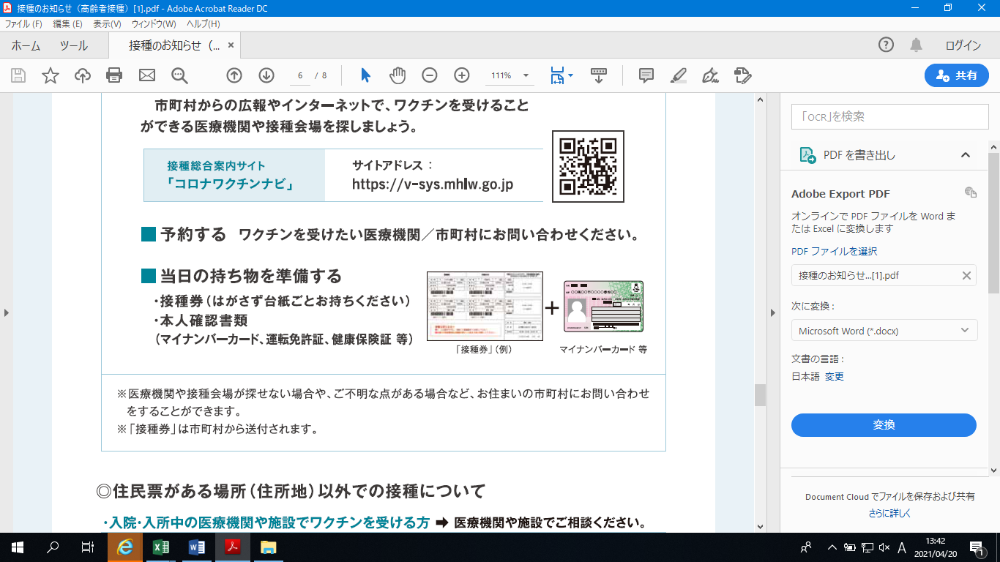 接種のお知らせ（高齢者接種）[1].pdf - Adobe Acrobat Reader DC
ファイル (F) 編集 (E) 表示(V) ウィンドウ(W) ヘルプ(H)
ホーム ツール 接種のお知らせ（... × ログイン
6 / 8 111% 共有
市町村からの広報やインターネットで、ワクチンを受けること
ができる医療機関や接種会場を探しましょう。
接種総合案内サイト
「コロナワクチンナビ」
サイトアドレス：
https://v-sys.mhlw.go.jp
■予約する ワクチンを受けたい医療機関／市町村にお問い合わせください。
■当日の持ち物を準備する
・接種券（はがさず台紙ごとお持ちください）
・本人確認書類
（マイナンバーカード、運転免許証、健康保険証 等）
＋
「接種券」（例）
マイナンバーカード 等
※医療機関や接種会場が探せない場合や、ご不明な点がある場合など、お住まいの市町村にお問い合わせ
をすることができます。
※「接種券」は市町村から送付されます。
◎住民票がある場所（住所地）以外での接種について
・入院・入所中の医療機関や施設でワクチンを受ける方 ➡ 医療機関や施設でご相談ください。
「OCR」を検索
PDF を書き出し
Adobe Export PDF
オンラインで PDF ファイルを Word ま
たは Excel に変換します
PDF ファイルを選択
接種のお知らせ...[1].pdf
次に変換 :
Microsoft Word (*.docx)
文書の言語 :
日本語 変更
変換
Document Cloud でファイルを保存および共有
さらに詳しく
A 13:42
2021/04/20
1